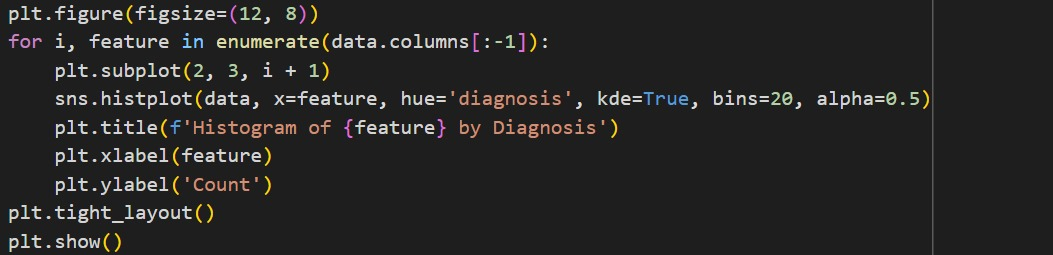 plt.figure(figsize=(12, 8))
for i, feature in enumerate(data.columns[:-1]):
    plt.subplot(2, 3, i + 1)
    sns.histplot(data, x=feature, hue='diagnosis', kde=True, bins=20, alpha=0.5)
    plt.title(f'Histogram of {feature} by Diagnosis')
    plt.xlabel(feature)
    plt.ylabel('Count')
plt.tight_layout()
plt.show()